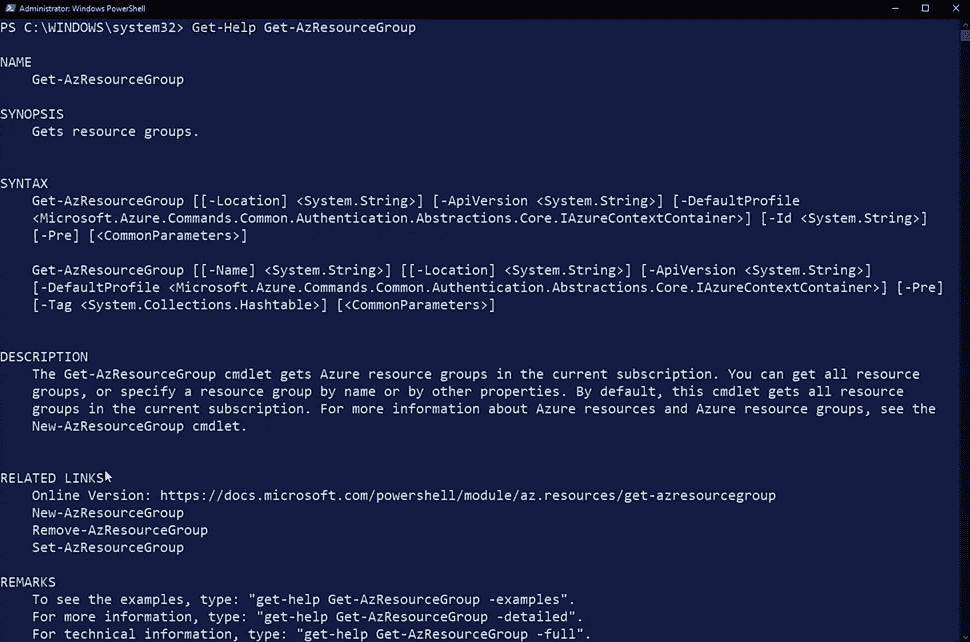 Administrator: Windows PowerShell
PS C:\WINDOWS\system32> Get-Help Get-AzResourceGroup
NAME
Get-AzResourceGroup
SYNOPSIS
Gets resource groups.
SYNTAX
Get-AzResourceGroup [[-Location] <System.String>] [-ApiVersion <System.String>] [-DefaultProfile
<Microsoft.Azure.Commands.Common.Authentication.Abstractions.Core.IAzureContextContainer>] [-Id <System.String>]
[-Pre] [<CommonParameters>]
Get-AzResourceGroup [[-Name] <System.String>] [[-Location] <System.String>] [-ApiVersion <System.String>]
[-DefaultProfile <Microsoft.Azure.Commands.Common.Authentication.Abstractions.Core.IAzureContextContainer>] [-Pre]
[-Tag <System.Collections.Hashtable>] [<CommonParameters>]
DESCRIPTION
The Get-AzResourceGroup cmdlet gets Azure resource groups in the current subscription. You can get all resource
groups, or specify a resource group by name or by other properties. By default, this cmdlet gets all resource
groups in the current subscription. For more information about Azure resources and Azure resource groups, see the
New-AzResourceGroup cmdlet.
RELATED LINKS
Online Version: https://docs.microsoft.com/powershell/module/az.resources/get-azresourcegroup
New-AzResourceGroup
Remove-AzResourceGroup
Set-AzResourceGroup
REMARKS
To see the examples, type: "get-help Get-AzResourceGroup -examples".
For more information, type: "get-help Get-AzResourceGroup -detailed".
For technical information, type: "get-help Get-AzResourceGroup -full".